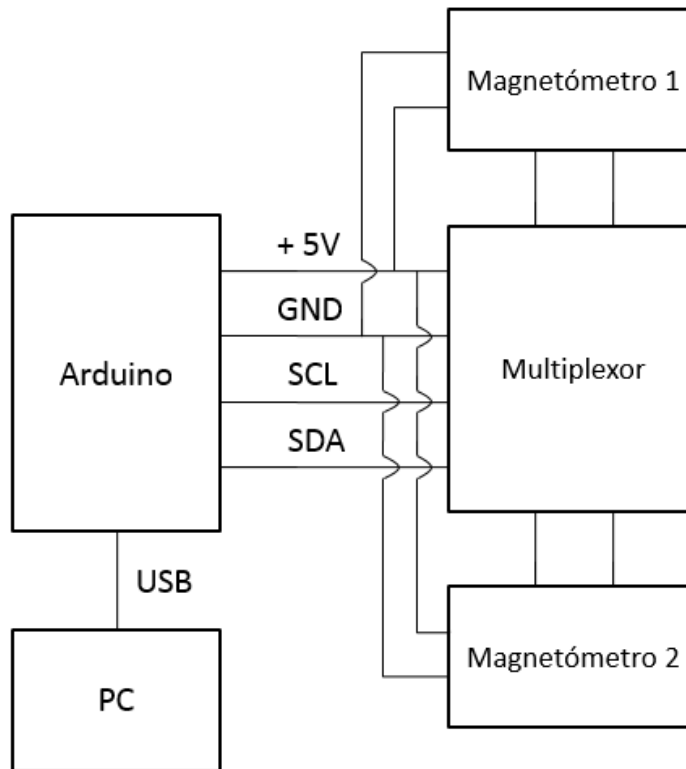 Magnetómetro 1
+ 5V
GND
Arduino
SCL
Multiplexor
SDA
USB
Magnetómetro 2
PC